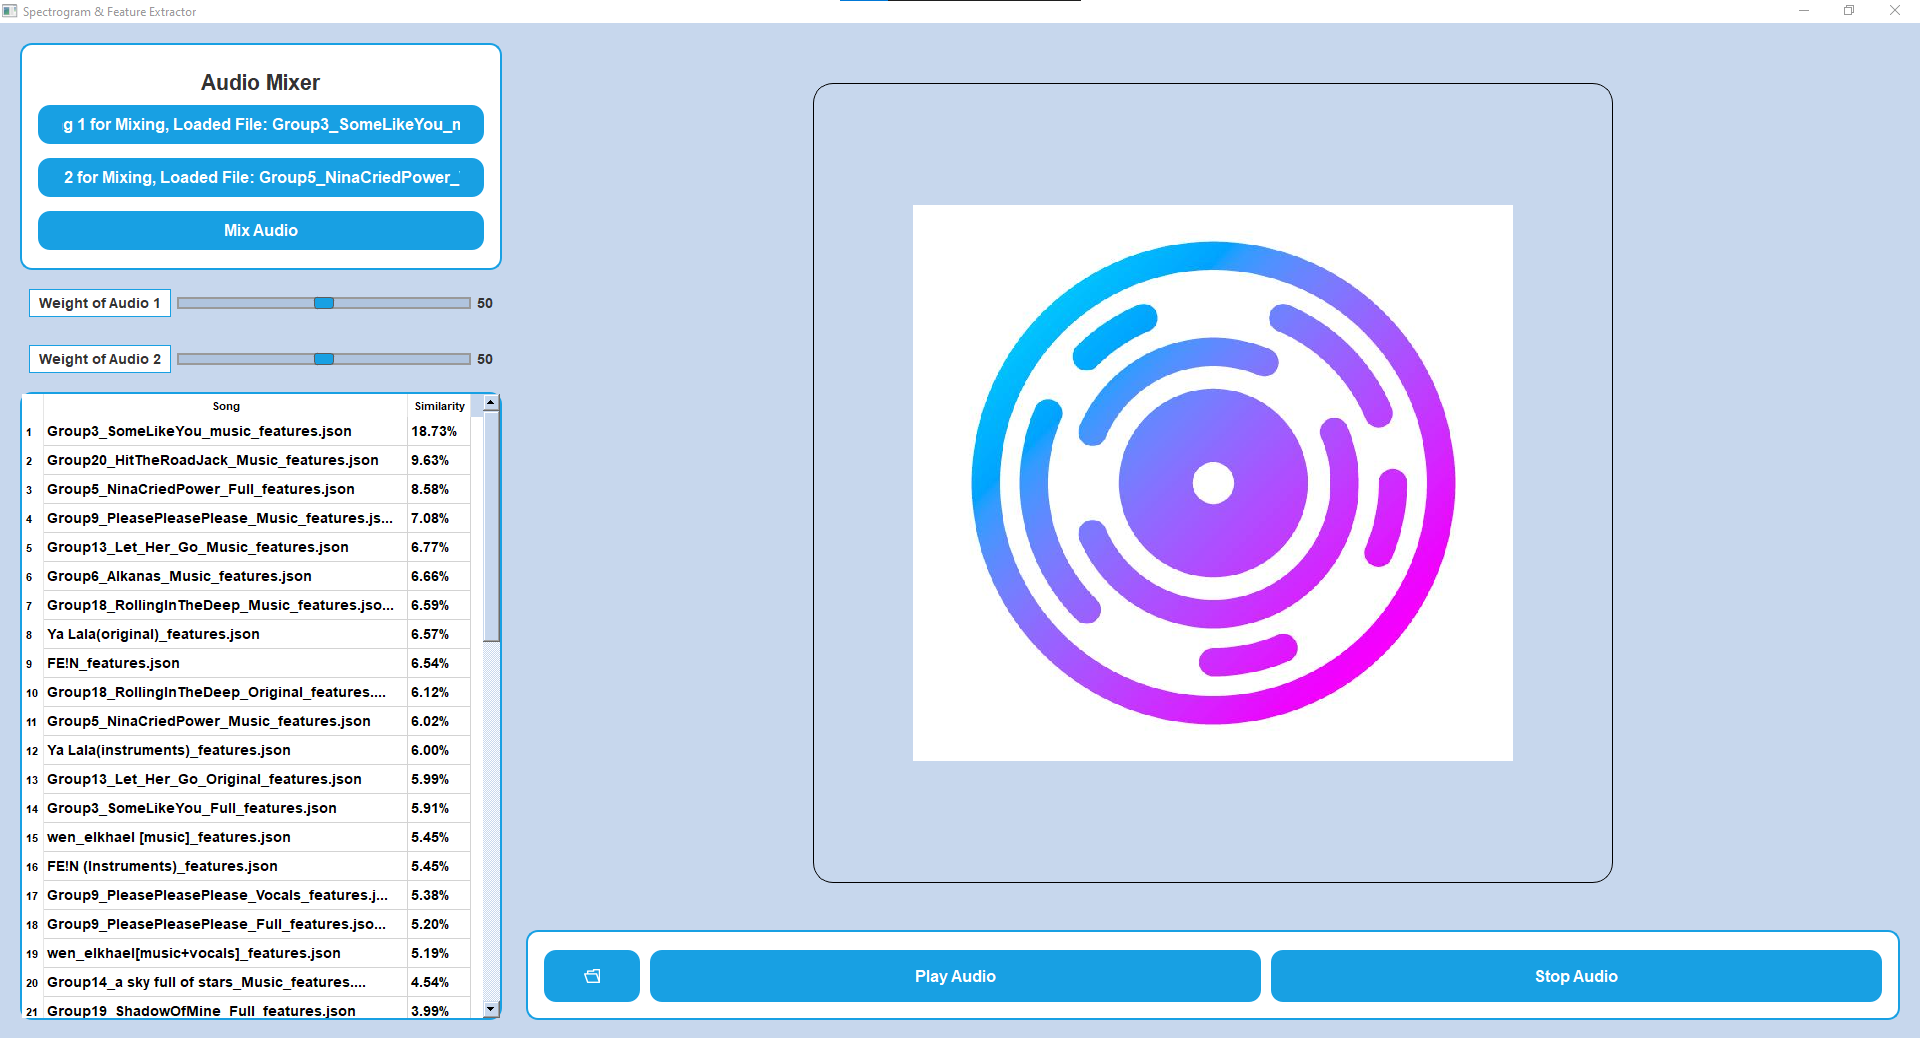 Spectrogram & Feature Extractor
Audio Mixer
g 1 for Mixing, Loaded File: Group3_SomeLikeYou_
2 for Mixing, Loaded File: Group5_NinaCriedPower_
Mix Audio
Weight of Audio 1 50
Weight of Audio 2 50
Song Similarity
1 Group3_SomeLikeYou_music_features.json 18.73%
2 Group20_HitTheRoadJack_Music_features.json 9.63%
3 Group5_NinaCriedPower_Full_features.json 8.58%
4 Group9_PleasePleasePlease_Music_features.js... 7.08%
5 Group13_Let_Her_Go_Music_features.json 6.77%
6 Group6_Alkanas_Music_features.json 6.66%
7 Group18_RollingInTheDeep_Music_features.jso... 6.59%
8 Ya Lala(original)_features.json 6.57%
9 FE!N_features.json 6.54%
10 Group18_RollingInTheDeep_Original_features.... 6.12%
11 Group5_NinaCriedPower_Music_features.json 6.02%
12 Ya Lala(instruments)_features.json 6.00%
13 Group13_Let_Her_Go_Original_features.json 5.99%
14 Group3_SomeLikeYou_Full_features.json 5.91%
15 wen_elkhael [music]_features.json 5.45%
16 FE!N (Instruments)_features.json 5.45%
17 Group9_PleasePleasePlease_Vocals_features.j... 5.38%
18 Group9_PleasePleasePlease_Full_features.jso... 5.20%
19 wen_elkhael[music+vocals]_features.json 5.19%
20 Group14_a sky full of stars_Music_features.... 4.54%
21 Group19_ShadowOfMine_Full_features.json 3.99%
Play Audio
Stop Audio